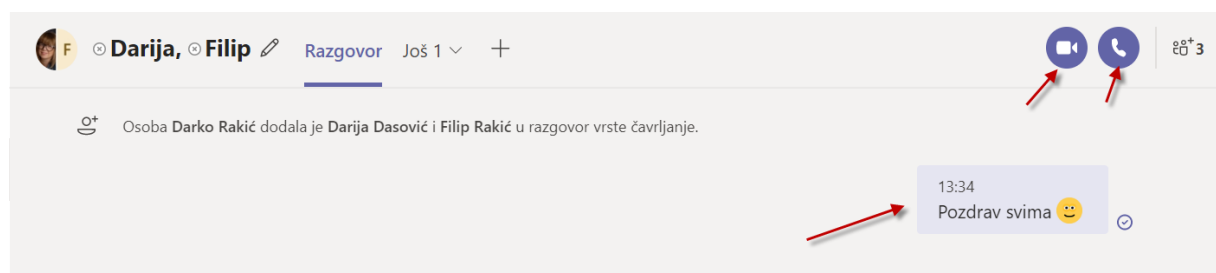 F Darija, Filip Razgovor Još 1 3
Osoba Darko Rakić dodala je Darija Dasović i Filip Rakić u razgovor vrste čavrljanje.
13:34
Pozdrav svima